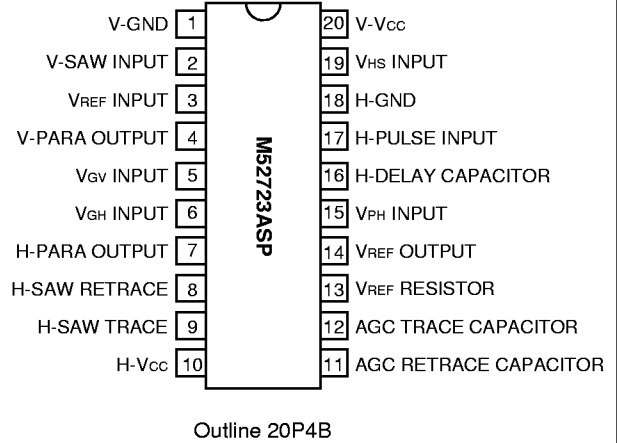 V-GND 1
V-SAW INPUT 2
VREF INPUT 3
V-PARA OUTPUT 4
VGV INPUT 5
VGH INPUT 6
H-PARA OUTPUT 7
H-SAW RETRACE 8
H-SAW TRACE 9
H-VCC 10
M52723ASP
20 V-VCC
19 VHS INPUT
18 H-GND
17 H-PULSE INPUT
16 H-DELAY CAPACITOR
15 VPH INPUT
14 VREF OUTPUT
13 VREF RESISTOR
12 AGC TRACE CAPACITOR
11 AGC RETRACE CAPACITOR
Outline 20P4B